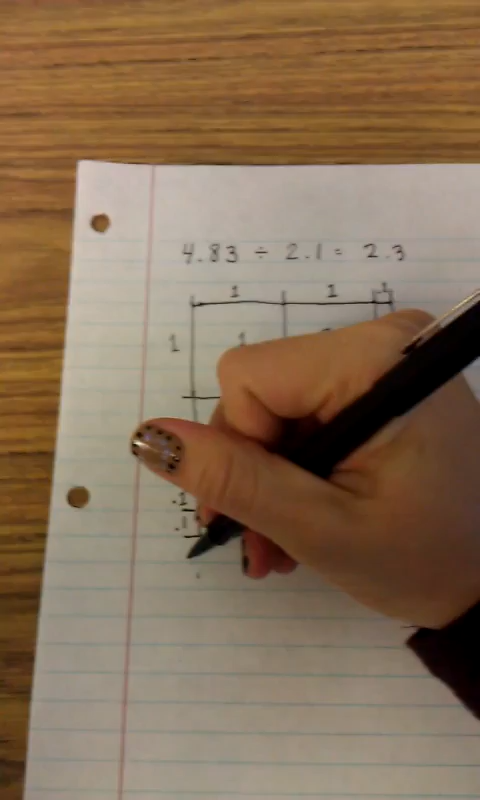 4.83 ÷ 2.1 = 2.3
1 1 .1
1 1
.1
.1